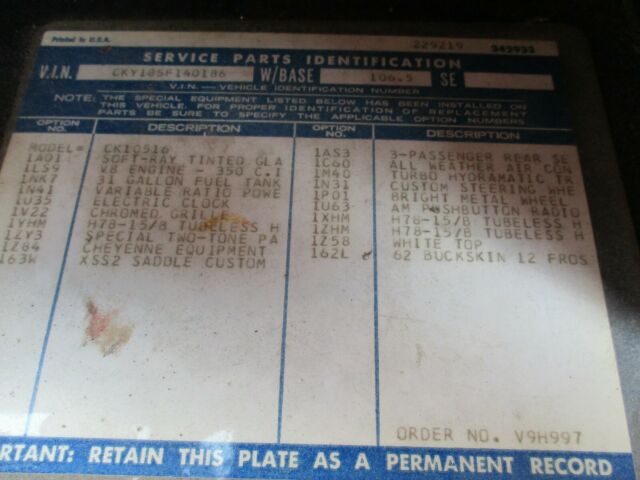 Printed in U.S.A. 229219 342933
SERVICE PARTS IDENTIFICATION
V.I.N. CKY185F140186 W/BASE 106.5 SE
V.I.N. — VEHICLE IDENTIFICATION NUMBER
NOTE: THE SPECIAL EQUIPMENT LISTED BELOW HAS BEEN INSTALLED ON
THIS VEHICLE. FOR PROPER IDENTIFICATION OF REPLACEMENT
PARTS BE SURE TO SPECIFY THE APPLICABLE OPTION NUMBERS
OPTION NO. DESCRIPTION OPTION NO. DESCRIPTION
MODEL= CK10516
1A01 SOFT-RAY TINTED GLA 1AS3 3-PASSENGER REAR SE
1LS9 V8 ENGINE - 350 C.I 1C60 ALL WEATHER AIR CON
1NK7 31 GALLON FUEL TANK 1M40 TURBO HYDRAMATIC TR
1N41 VARIABLE RATIO POWE 1N31 CUSTOM STEERING WHE
1U35 ELECTRIC CLOCK 1P01 BRIGHT METAL WHEEL
1V22 CHROMED GRILL 1U63 AM PUSHBUTTON RADIO
1YHM H78-15/B TUBELESS H 1XHM H78-15/B TUBELESS H
1ZY3 SPECIAL TWO-TONE PA 1ZHM H78-15/B TUBELESS H
1Z84 CHEYENNE EQUIPMENT 1Z58 WHITE TOP
163W XSS2 SADDLE CUSTOM 162L 62 BUCKSKIN 12 FROS
ORDER NO. V9H997
RTANT: RETAIN THIS PLATE AS A PERMANENT RECORD